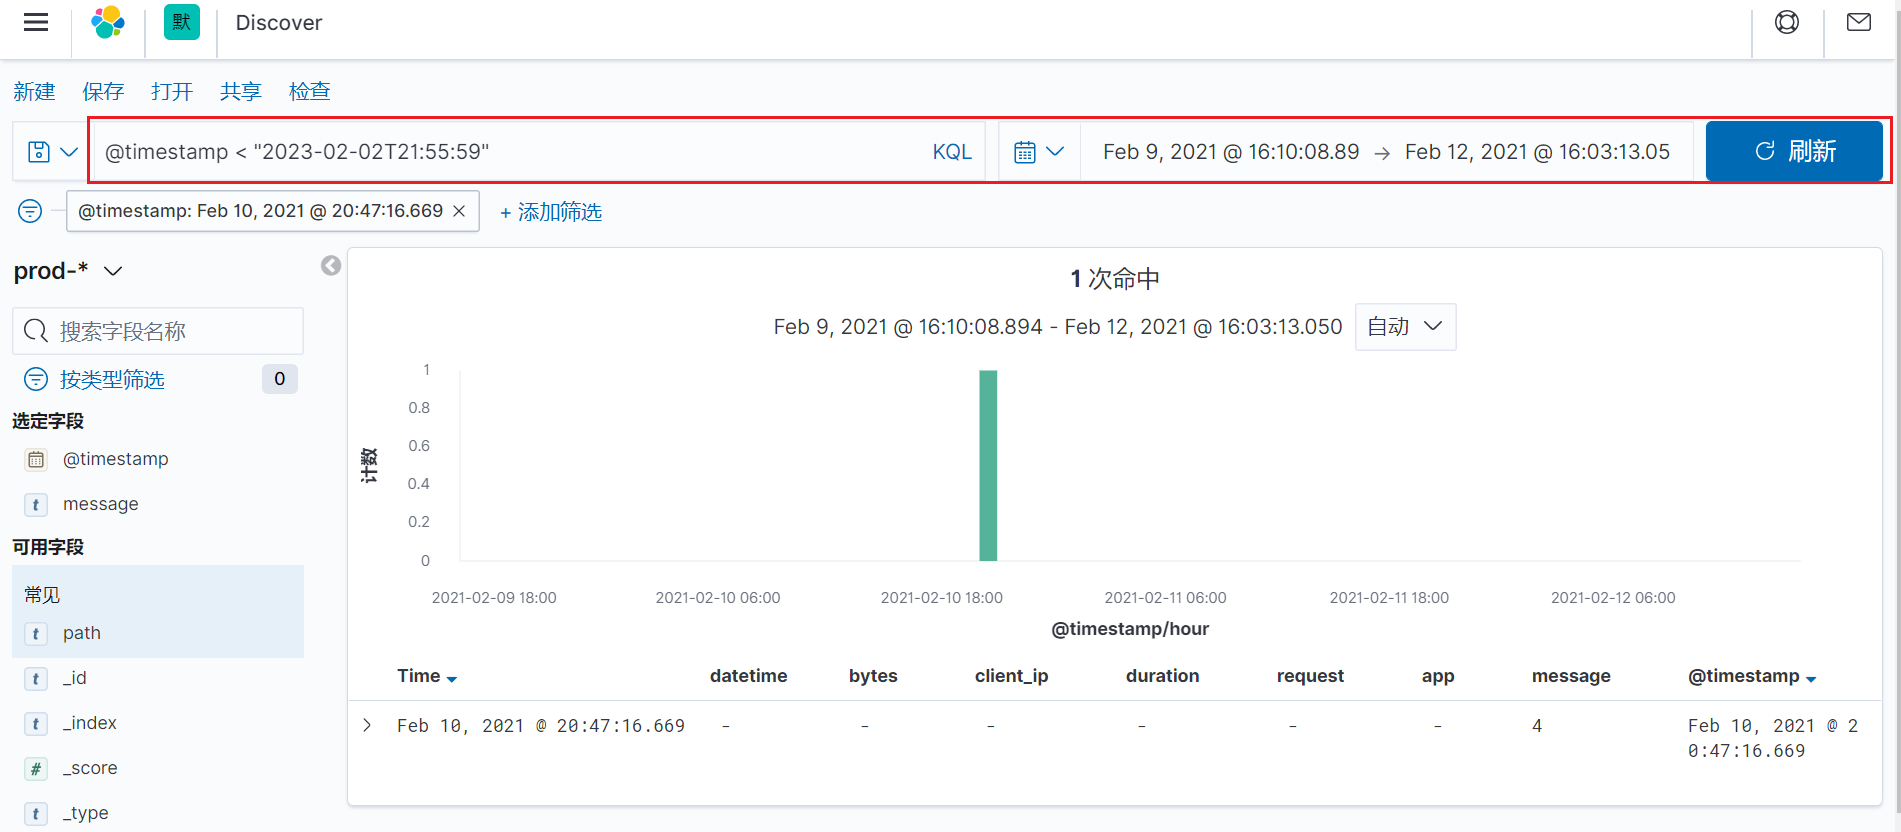 默 Discover
新建 保存 打开 共享 检查
@timestamp < "2023-02-02T21:55:59" KQL Feb 9, 2021 @ 16:10:08.89 → Feb 12, 2021 @ 16:03:13.05 刷新
@timestamp: Feb 10, 2021 @ 20:47:16.669 × + 添加筛选
prod-*
搜索字段名称
按类型筛选 0
选定字段
@timestamp
t message
可用字段
常见
t path
t _id
t _index
# _score
t _type
1 次命中
Feb 9, 2021 @ 16:10:08.894 - Feb 12, 2021 @ 16:03:13.050 自动
1
0.8
0.6
0.4
0.2
0
计数
2021-02-09 18:00 2021-02-10 06:00 2021-02-10 18:00 2021-02-11 06:00 2021-02-11 18:00 2021-02-12 06:00
@timestamp/hour
Time datetime bytes client_ip duration request app message @timestamp
Feb 10, 2021 @ 20:47:16.669 - - - - - - 4 Feb 10, 2021 @ 2
0:47:16.669